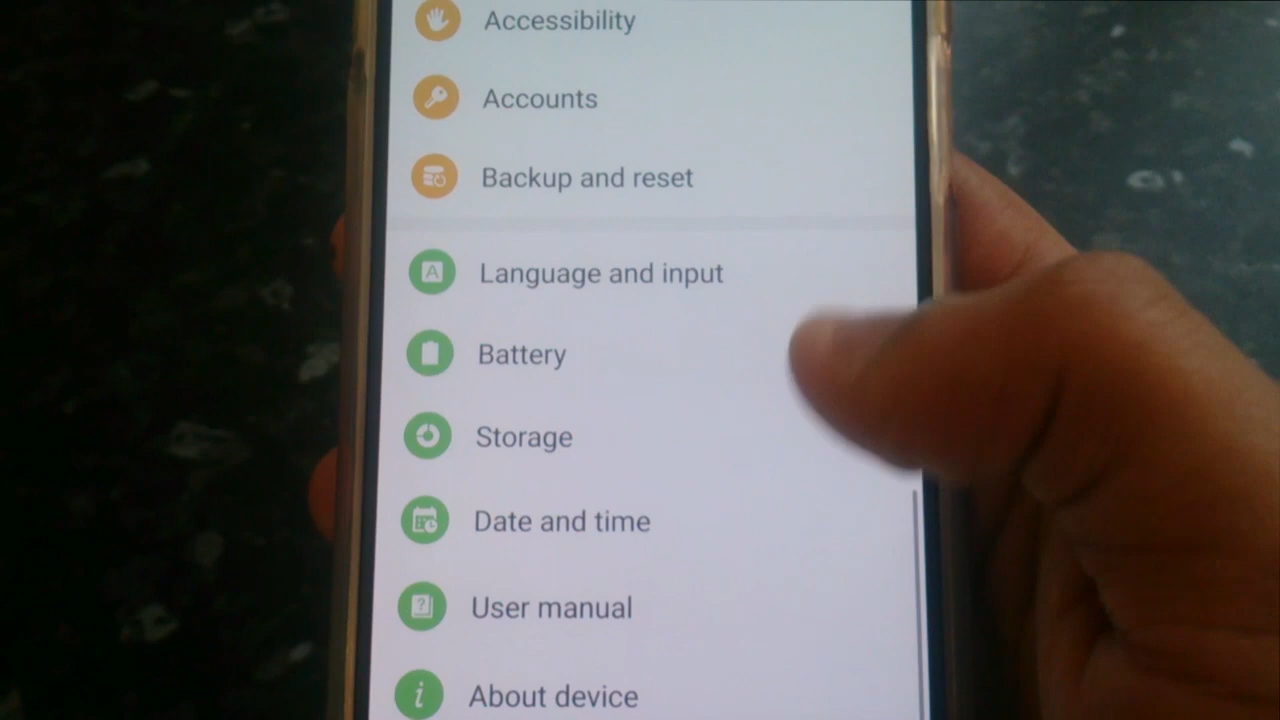 Accessibility
Accounts
Backup and reset
Language and input
Battery
Storage
Date and time
User manual
About device